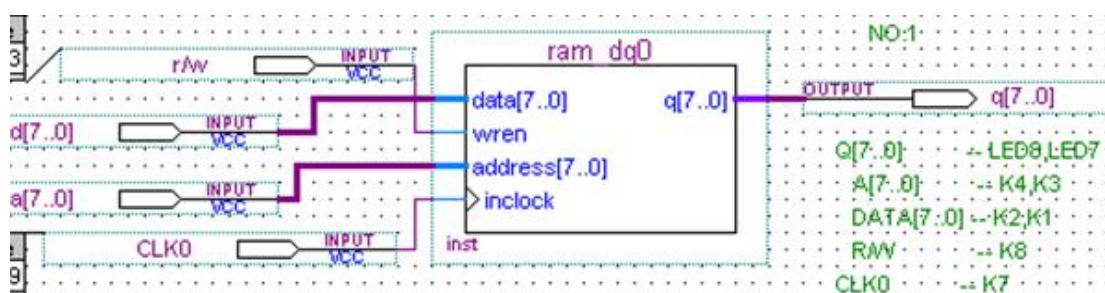 3
r/w
INPUT
VCC
d[7..0]
INPUT
VCC
a[7..0]
INPUT
VCC
CLK0
INPUT
VCC
9
ram_dq0
data[7..0]
q[7..0]
wren
address[7..0]
inclock
inst
OUTPUT
q[7..0]
NO:1
Q[7..0] -- LED8,LED7
A[7..0] -- K4,K3
DATA[7..0] -- K2,K1
R/W -- K8
CLK0 -- K7